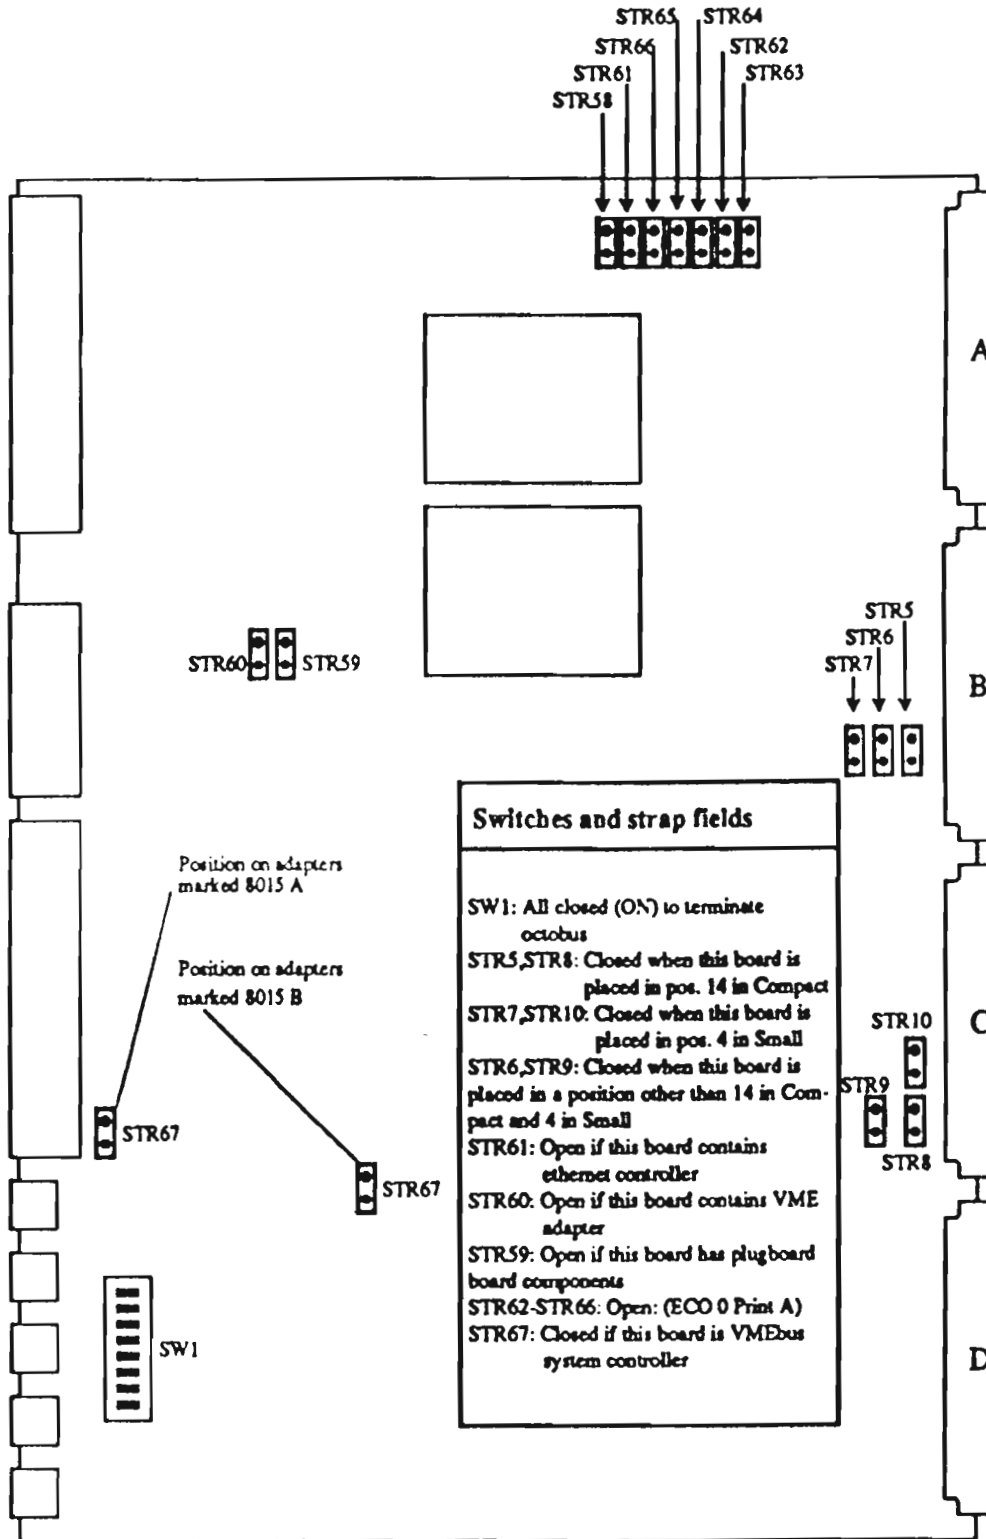 STR65
STR64
STR66
STR62
STR61
STR63
STR58
A
STR5
STR6
STR60
STR59
STR7
B
Switches and strap fields
Position on adapters
marked 8015 A
SW1: All closed (ON) to terminate
octobus
STR5,STR8: Closed when this board is
placed in pos. 14 in Compact
Position on adapters
marked 8015 B
STR7,STR10: Closed when this board is
placed in pos. 4 in Small
STR10
C
STR6,STR9: Closed when this board is
placed in a position other than 14 in Com-
pact and 4 in Small
STR9
STR67
STR61: Open if this board contains
ethernet controller
STR8
STR67
STR60: Open if this board contains VME
adapter
STR59: Open if this board has plugboard
board components
STR62-STR66: Open: (ECO 0 Print A)
STR67: Closed if this board is VMEbus
system controller
SW1
D